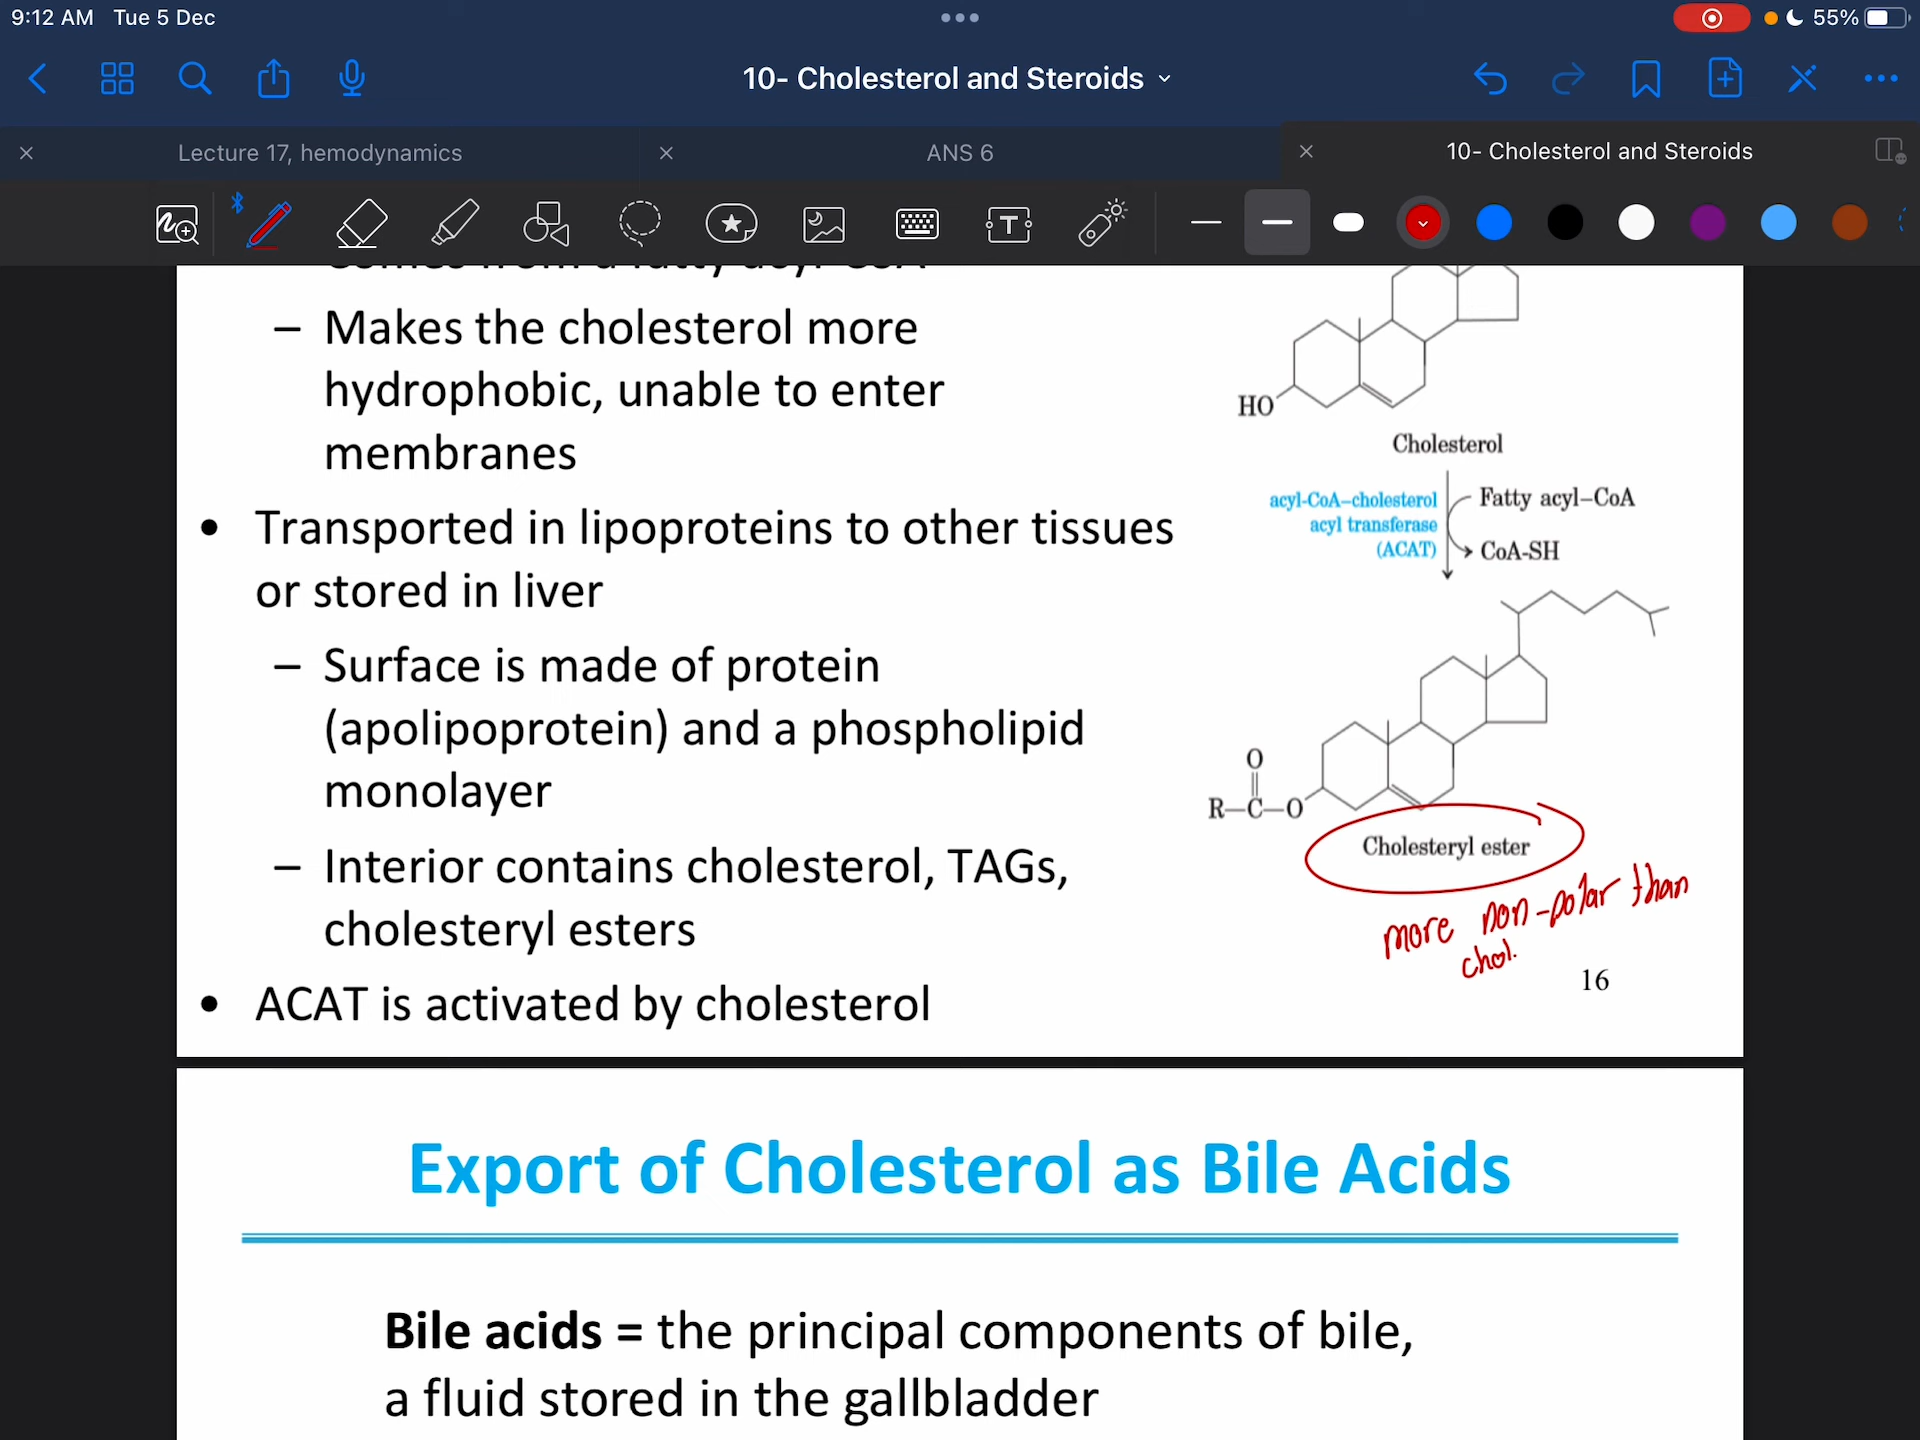 9:12 AM Tue 5 Dec
55%
10- Cholesterol and Steroids
Lecture 17, hemodynamics
ANS 6
10- Cholesterol and Steroids
– Makes the cholesterol more
hydrophobic, unable to enter
membranes
• Transported in lipoproteins to other tissues
or stored in liver
– Surface is made of protein
(apolipoprotein) and a phospholipid
monolayer
– Interior contains cholesterol, TAGs,
cholesteryl esters
• ACAT is activated by cholesterol
HO
Cholesterol
acyl-CoA–cholesterol
acyl transferase
(ACAT)
Fatty acyl–CoA
CoA-SH
O
R–C–O
Cholesteryl ester
more non-polar than
chol.
16
Export of Cholesterol as Bile Acids
Bile acids = the principal components of bile,
a fluid stored in the gallbladder